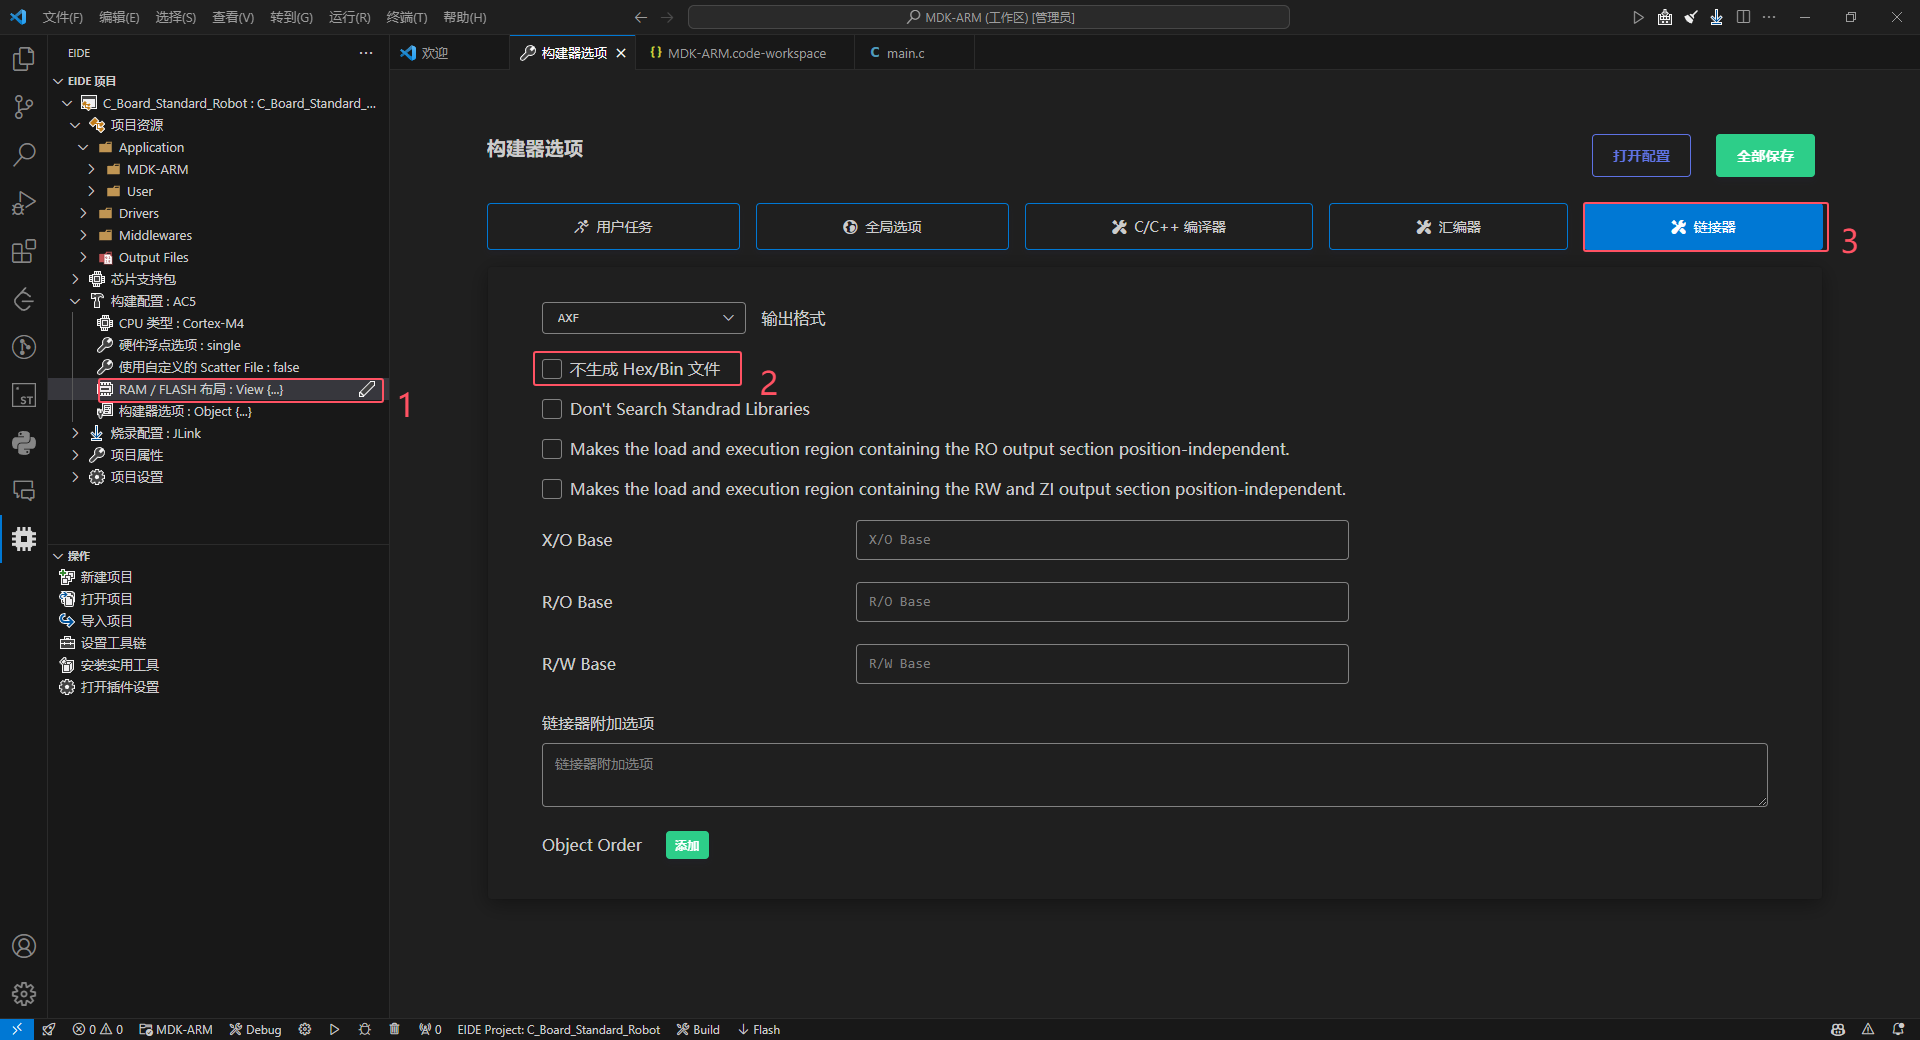 文件(F) 编辑(E) 选择(S) 查看(V) 转到(G) 运行(R) 终端(T) 帮助(H)
MDK-ARM (工作区) [管理员]
EIDE
欢迎
构建器选项
{} MDK-ARM.code-workspace
C main.c
EIDE 项目
C_Board_Standard_Robot : C_Board_Standard_...
项目资源
Application
MDK-ARM
User
Drivers
Middlewares
Output Files
芯片支持包
构建配置 : AC5
CPU 类型 : Cortex-M4
硬件浮点选项 : single
使用自定义的 Scatter File : false
RAM / FLASH 布局 : View {...}
1
构建器选项 : Object {...}
烧录配置 : JLink
项目属性
项目设置
操作
新建项目
打开项目
导入项目
设置工具链
安装实用工具
打开插件设置
构建器选项
打开配置
全部保存
用户任务
全局选项
C/C++ 编译器
汇编器
链接器
3
AXF
输出格式
不生成 Hex/Bin 文件
2
Don't Search Standrad Libraries
Makes the load and execution region containing the RO output section position-independent.
Makes the load and execution region containing the RW and ZI output section position-independent.
X/O Base
X/O Base
R/O Base
R/O Base
R/W Base
R/W Base
链接器附加选项
链接器附加选项
Object Order
添加
ST
0 0 MDK-ARM Debug 0 EIDE Project: C_Board_Standard_Robot Build Flash